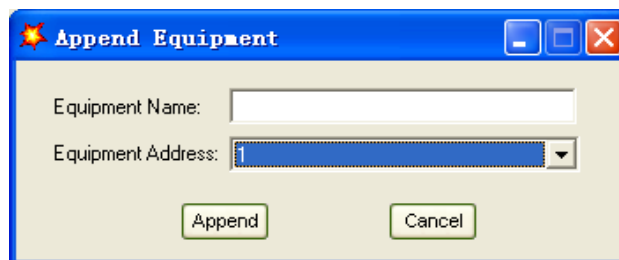 Append Equipment
Equipment Name:
Equipment Address: 1
Append Cancel